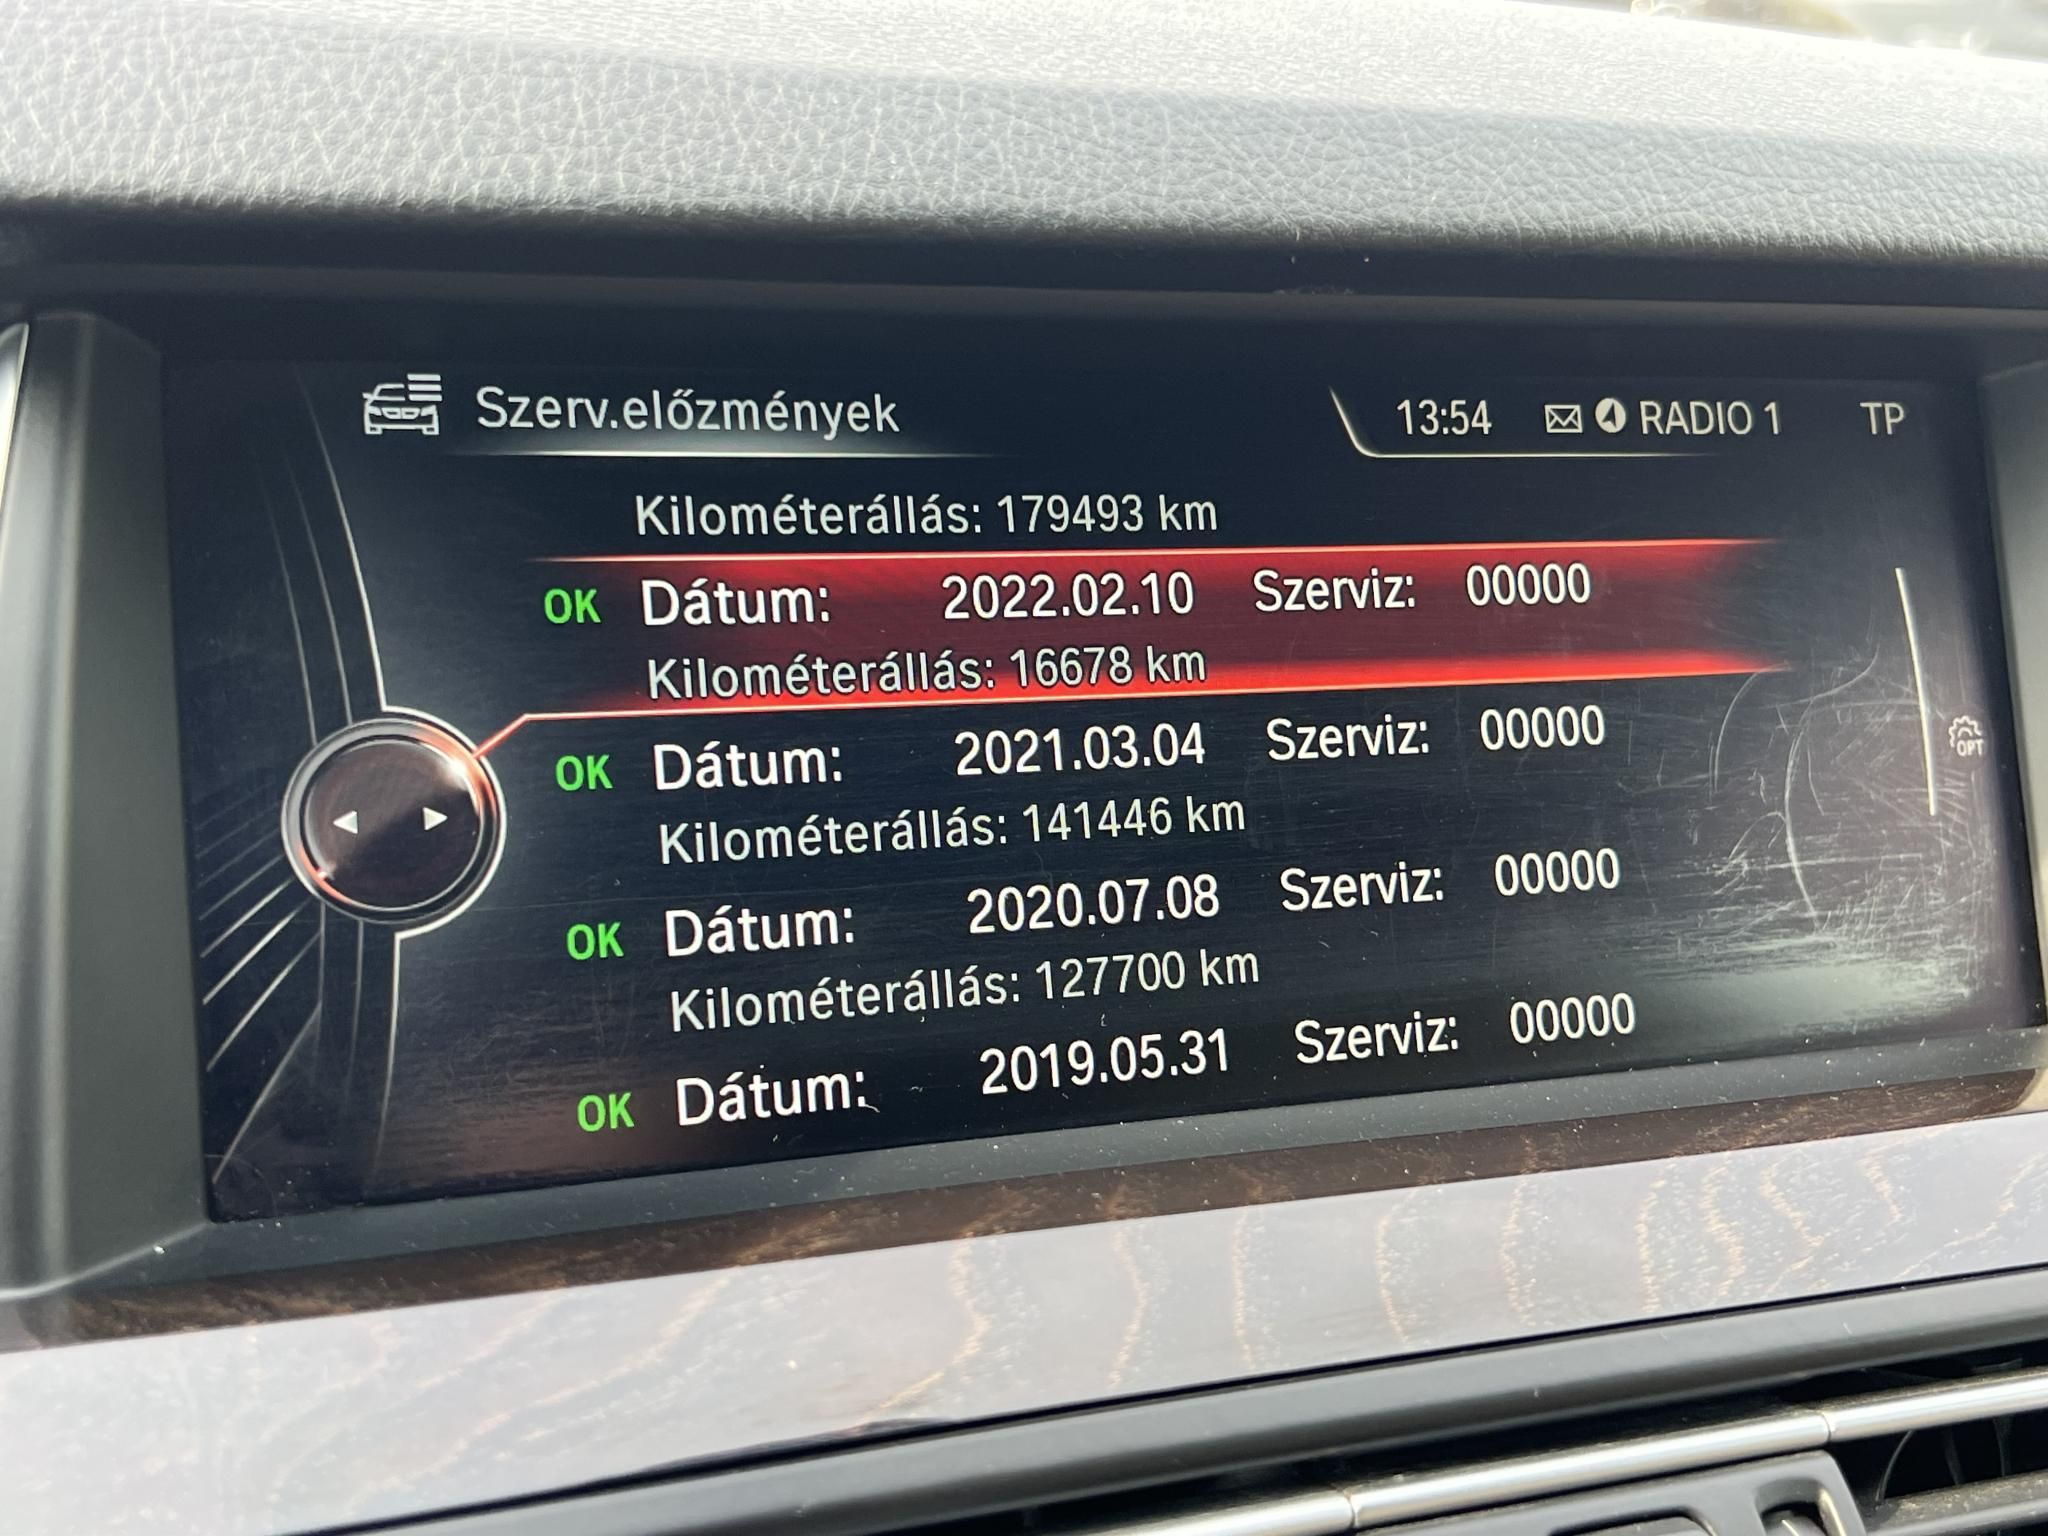 Szerv.előzmények
13:54 RADIO 1 TP
Kilométerállás: 179493 km
OK Dátum: 2022.02.10 Szerviz: 00000
Kilométerállás: 16678 km
OK Dátum: 2021.03.04 Szerviz: 00000
Kilométerállás: 141446 km
OK Dátum: 2020.07.08 Szerviz: 00000
Kilométerállás: 127700 km
OK Dátum: 2019.05.31 Szerviz: 00000
OPT